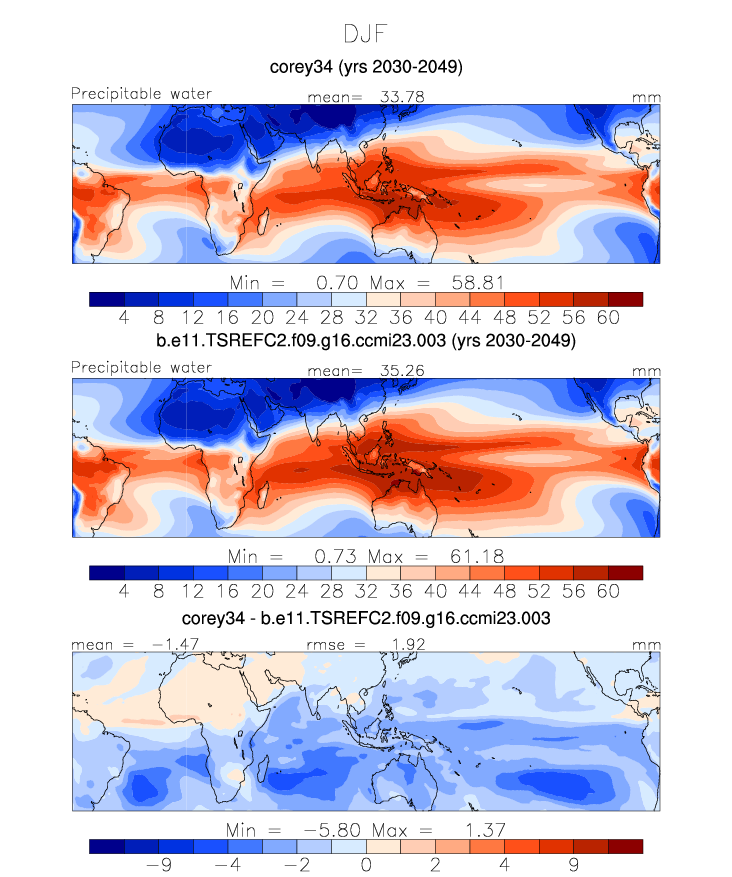 DJF
corey34 (yrs 2030-2049)
Precipitable water mean= 33.78 mm
Min = 0.70 Max = 58.81
4 8 12 16 20 24 28 32 36 40 44 48 52 56 60
b.e11.TSREFC2.f09.g16.ccmi23.003 (yrs 2030-2049)
Precipitable water mean= 35.26 mm
Min = 0.73 Max = 61.18
4 8 12 16 20 24 28 32 36 40 44 48 52 56 60
corey34 - b.e11.TSREFC2.f09.g16.ccmi23.003
mean = -1.47 rmse = 1.92 mm
Min = -5.80 Max = 1.37
-9 -4 -2 0 2 4 9